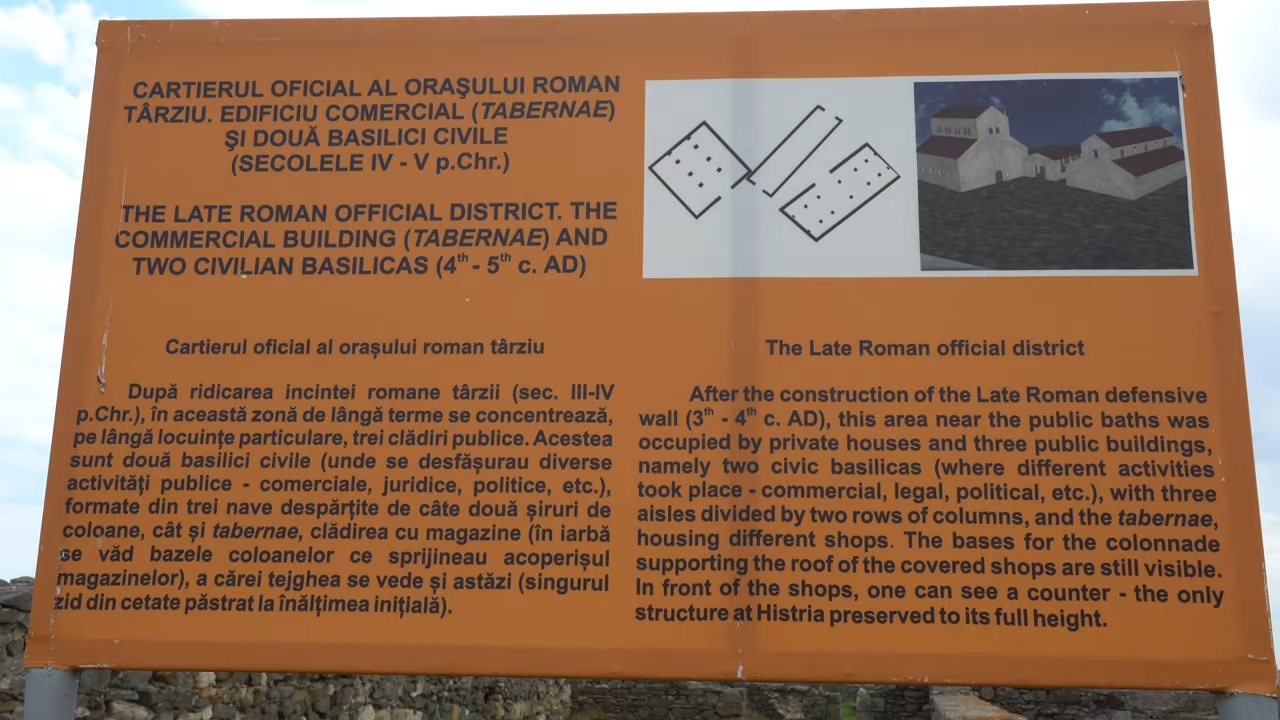 CARTIERUL OFICIAL AL ORAŞULUI ROMAN
TÂRZIU. EDIFICIU COMERCIAL (TABERNAE)
ŞI DOUĂ BASILICI CIVILE
(SECOLELE IV - V p.Chr.)
THE LATE ROMAN OFFICIAL DISTRICT. THE
COMMERCIAL BUILDING (TABERNAE) AND
TWO CIVILIAN BASILICAS (4th - 5th c. AD)
Cartierul oficial al orașului roman târziu
După ridicarea incintei romane târzii (sec. III-IV
p.Chr.), în această zonă de lângă terme se concentrează,
pe lângă locuințe particulare, trei clădiri publice. Acestea
sunt două basilici civile (unde se desfășurau diverse
activități publice - comerciale, juridice, politice, etc.),
formate din trei nave despărțite de câte două șiruri de
coloane, cât și tabernae, clădirea cu magazine (în iarbă
se văd bazele coloanelor ce sprijineau acoperișul
magazinelor), a cărei tejghea se vede și astăzi (singurul
zid din cetate păstrat la înălțimea inițială).
The Late Roman official district
After the construction of the Late Roman defensive
wall (3th - 4th c. AD), this area near the public baths was
occupied by private houses and three public buildings,
namely two civic basilicas (where different activities
took place - commercial, legal, political, etc.), with three
aisles divided by two rows of columns, and the tabernae,
housing different shops. The bases for the colonnade
supporting the roof of the covered shops are still visible.
In front of the shops, one can see a counter - the only
structure at Histria preserved to its full height.